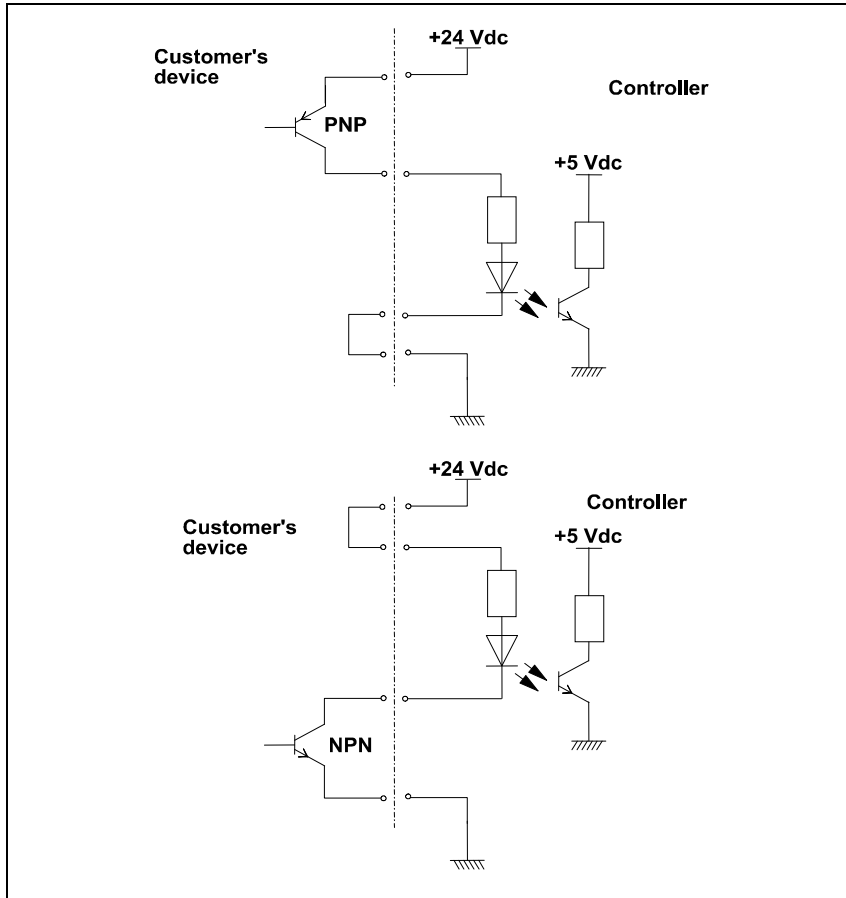 +24 Vdc
Customer's
device
Controller
PNP
+5 Vdc
+24 Vdc
Controller
Customer's
device
+5 Vdc
NPN